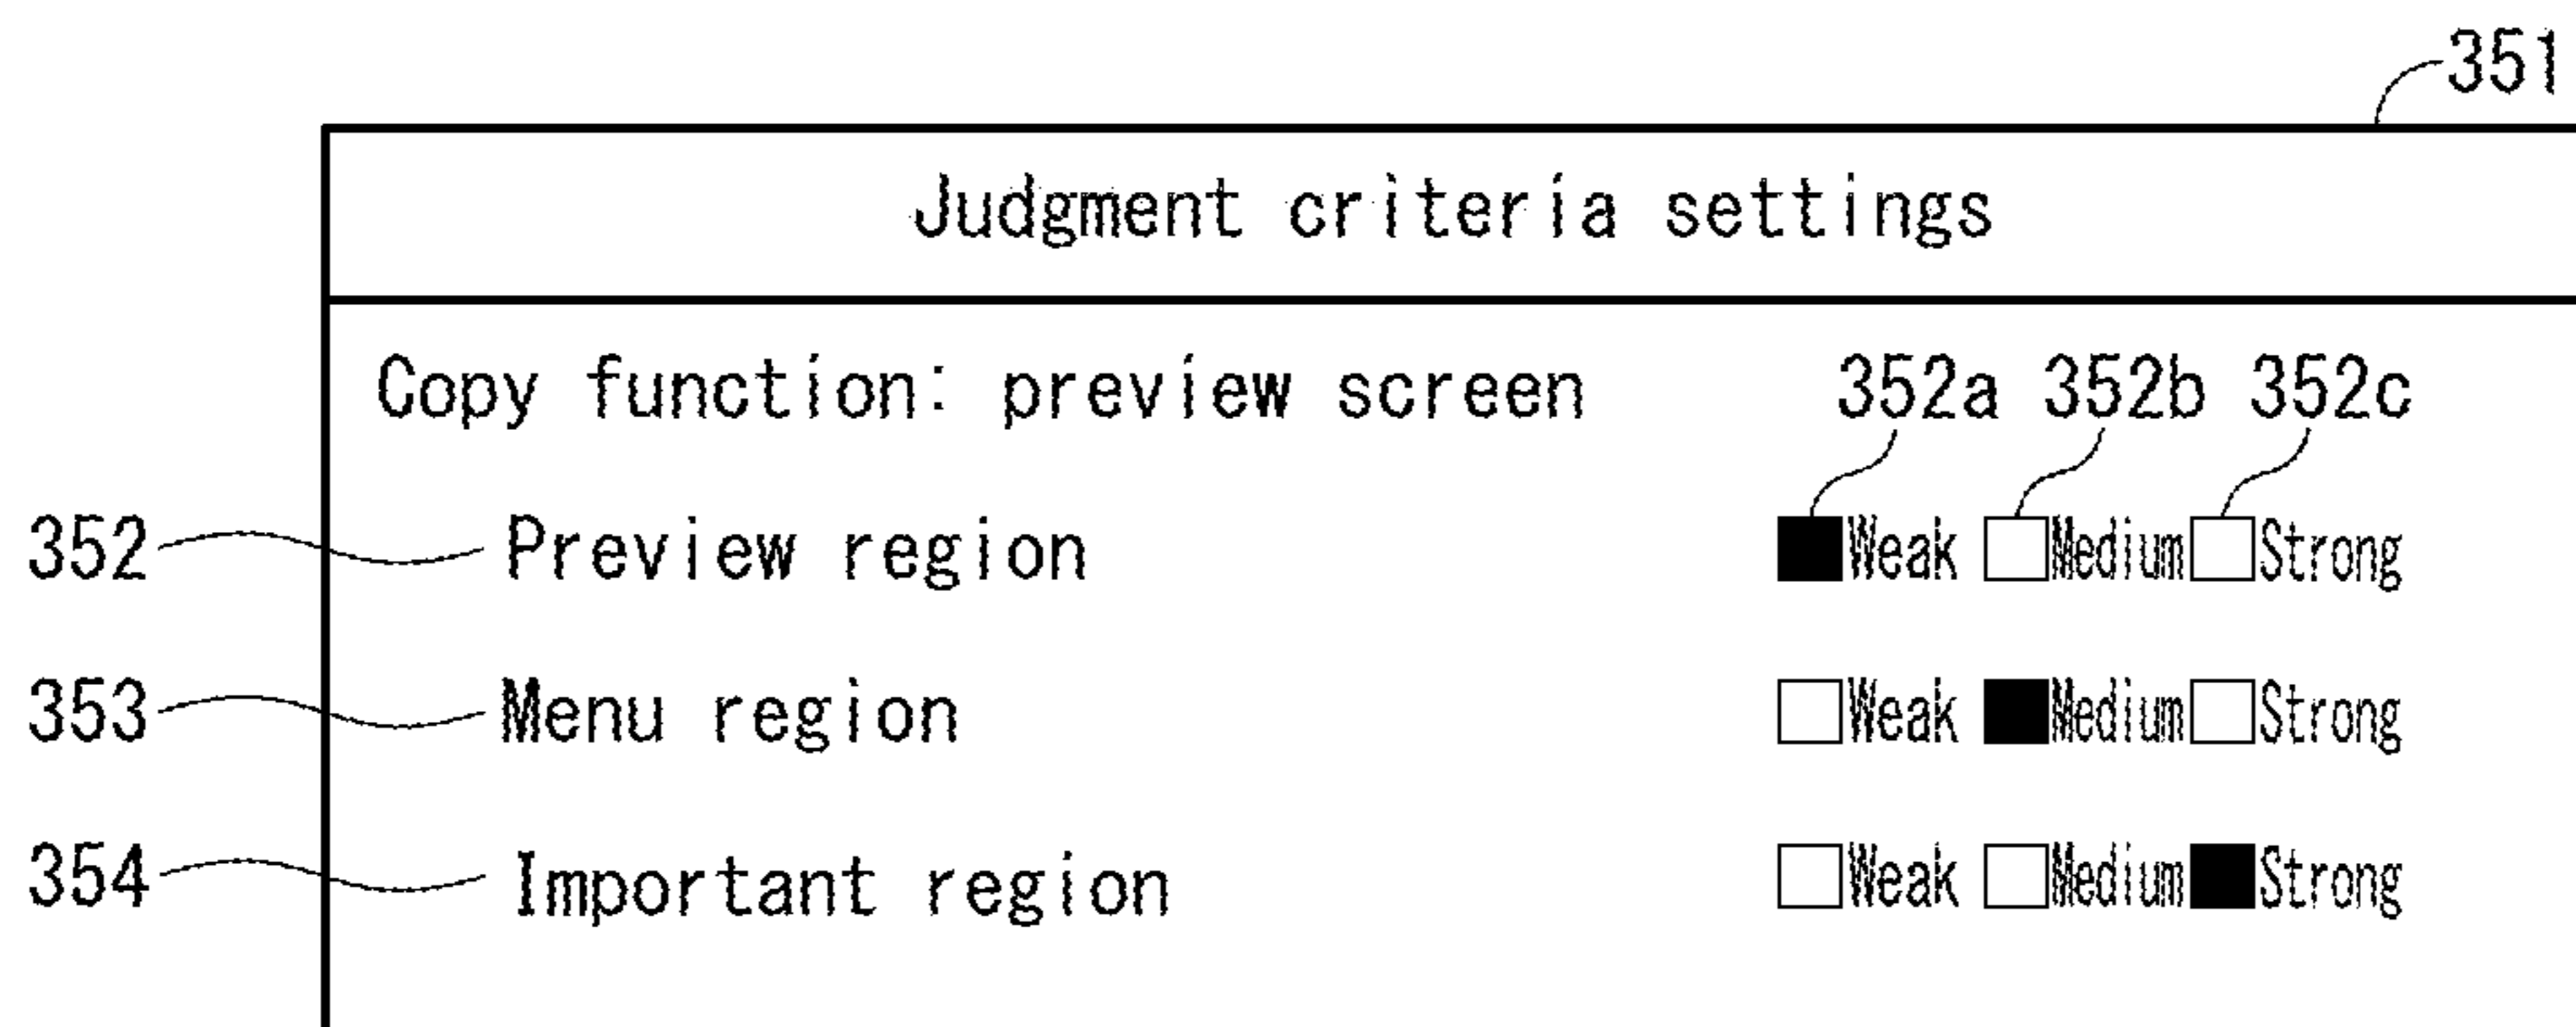 351
Judgment criteria settings
Copy function: preview screen 352a 352b 352c
352 Preview region Weak Medium Strong
353 Menu region Weak Medium Strong
354 Important region Weak Medium Strong